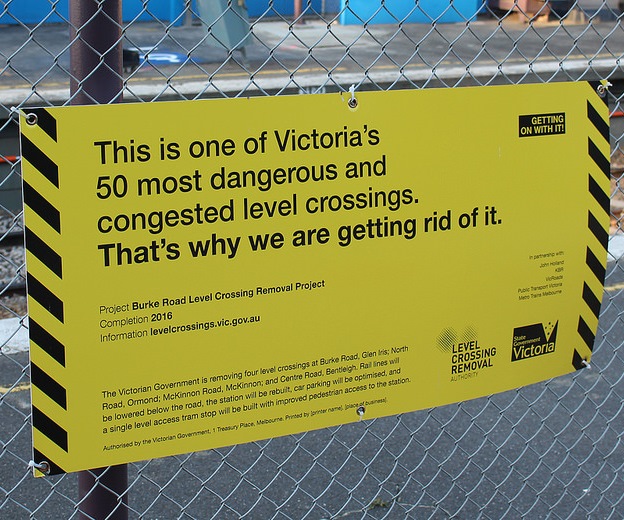 This is one of Victoria's
50 most dangerous and
congested level crossings.
That's why we are getting rid of it.
GETTING
ON WITH IT!
Project Burke Road Level Crossing Removal Project
Completion 2016
Information levelcrossings.vic.gov.au
in partnership with:
John Holland
KBR
VicRoads
Public Transport Victoria
Metro Trains Melbourne
The Victorian Government is removing four level crossings at Burke Road, Glen Iris; North
Road, Ormond; McKinnon Road, McKinnon; and Centre Road, Bentleigh. Rail lines will
be lowered below the road, the station will be rebuilt, car parking will be optimised, and
a single level access tram stop will be built with improved pedestrian access to the station.
Authorised by the Victorian Government, 1 Treasury Place, Melbourne. Printed by [printer name], [place of business].
LEVEL
CROSSING
REMOVAL
AUTHORITY
State
Government
Victoria